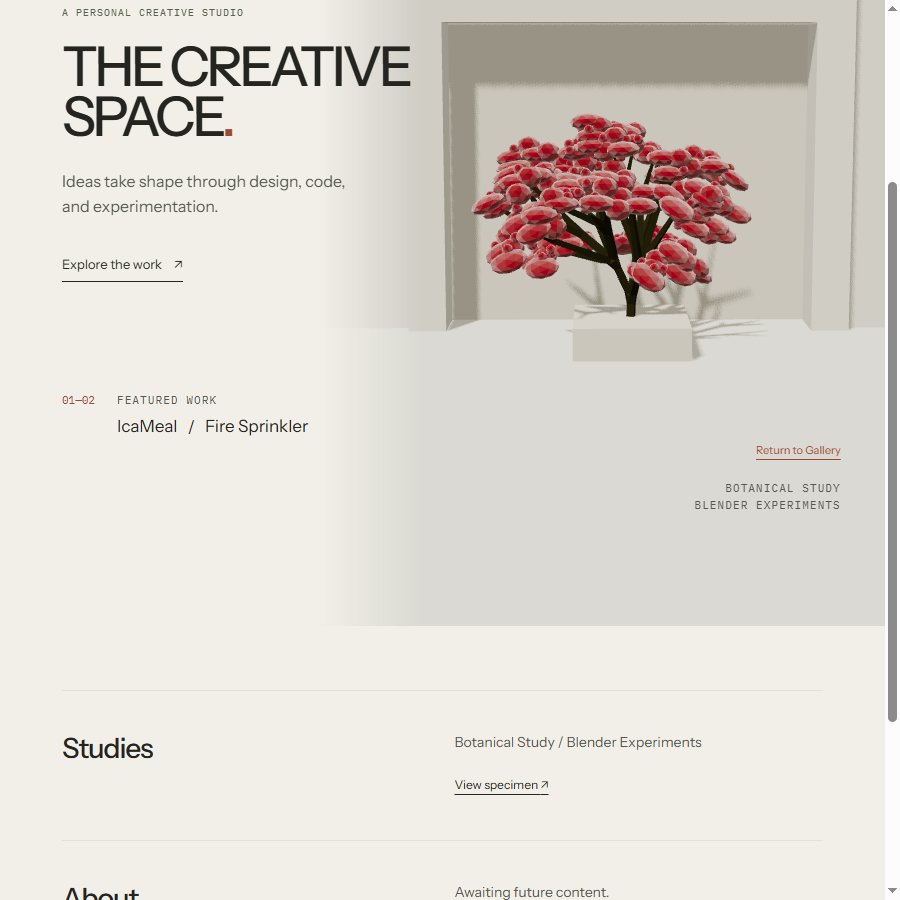 A PERSONAL CREATIVE STUDIO
THE CREATIVE
SPACE.
Ideas take shape through design, code,
and experimentation.
Explore the work ↗
01—02 FEATURED WORK
IcaMeal / Fire Sprinkler
Return to Gallery
BOTANICAL STUDY
BLENDER EXPERIMENTS
Studies
Botanical Study / Blender Experiments
View specimen ↗
About
Awaiting future content.